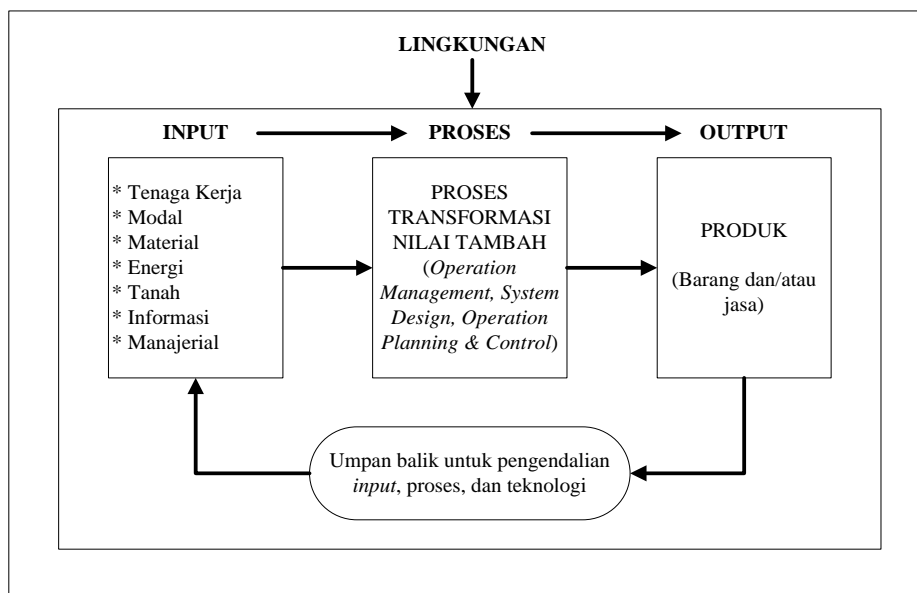 LINGKUNGAN
INPUT
PROSES
OUTPUT
* Tenaga Kerja
* Modal
* Material
* Energi
* Tanah
* Informasi
* Manajerial
PROSES
TRANSFORMASI
NILAI TAMBAH
(Operation
Management, System
Design, Operation
Planning & Control)
PRODUK
(Barang dan/atau
jasa)
Umpan balik untuk pengendalian
input, proses, dan teknologi